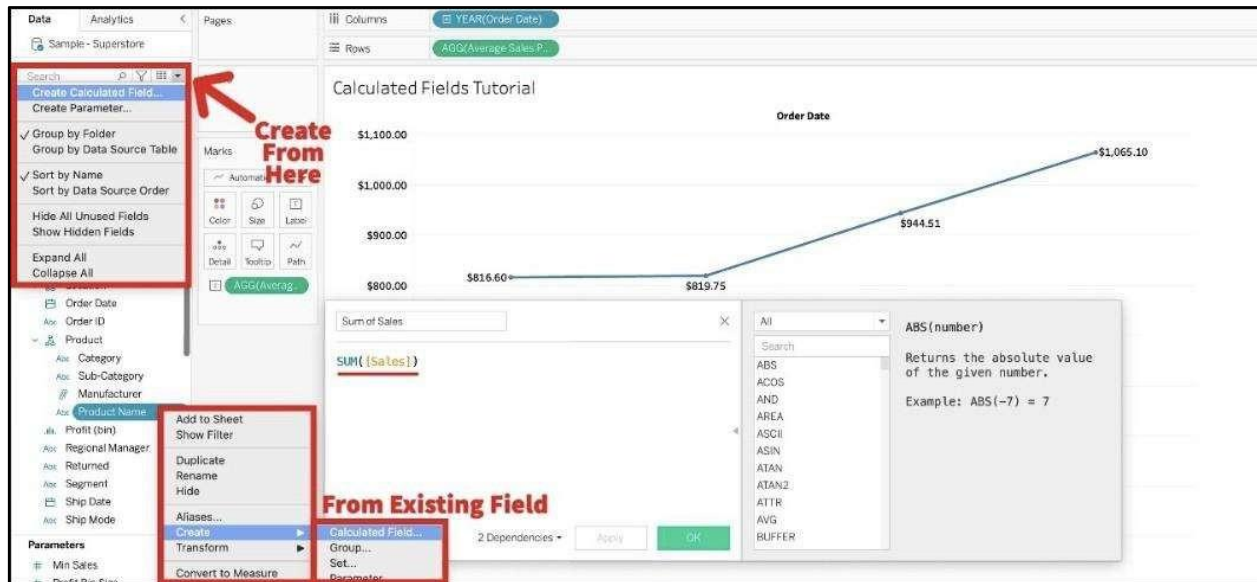 Data
Analytics
Sample - Superstore
Search
Create Calculated Field...
Create Parameter...
Group by Folder
Group by Data Source Table
Sort by Name
Sort by Data Source Order
Hide All Unused Fields
Show Hidden Fields
Expand All
Collapse All
Order Date
Abc Order ID
Product
Abc Category
Abc Sub-Category
Manufacturer
Abc Product Name
Profit (bin)
Abc Regional Manager
Abc Returned
Abc Segment
Ship Date
Abc Ship Mode
Parameters
# Min Sales
Pages
Marks
Color
Size
Label
Detail
Tooltip
Path
AGG(Averag..
Create
From
Here
Columns
YEAR(Order Date)
Rows
AGG(Average Sales P..
Calculated Fields Tutorial
Order Date
$1,100.00
$1,000.00
$900.00
$800.00
$816.60
$819.75
$944.51
$1,065.10
Add to Sheet
Show Filter
Duplicate
Rename
Hide
Aliases...
Create
Transform
Convert to Measure
From Existing Field
Calculated Field...
Group...
Set...
Sum of Sales
SUM([Sales])
2 Dependencies
Apply
OK
All
Search
ABS
ACOS
AND
AREA
ASCII
ASIN
ATAN
ATAN2
ATTR
AVG
BUFFER
ABS(number)
Returns the absolute value
of the given number.
Example: ABS(-7) = 7